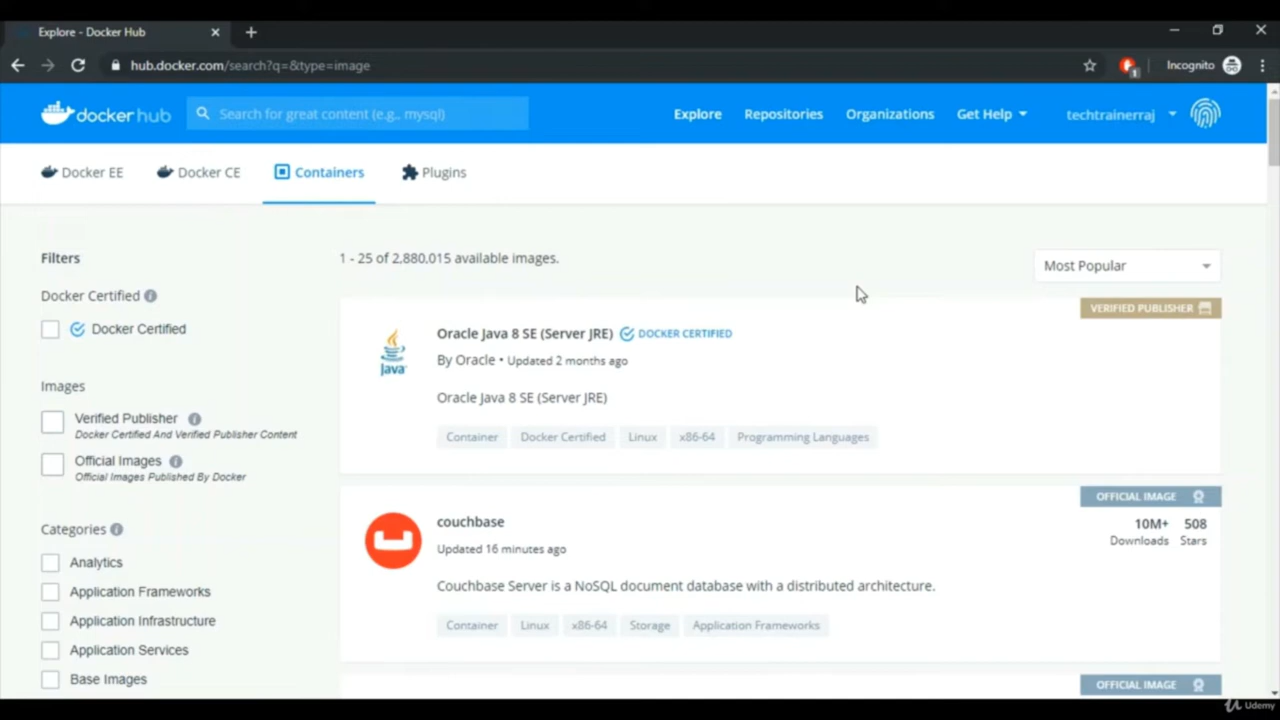 Explore - Docker Hub
hub.docker.com/search?q=&type=image
1
Incognito
docker hub
Search for great content (e.g., mysql)
Explore
Repositories
Organizations
Get Help
techtrainerraj
Docker EE
Docker CE
Containers
Plugins
Filters
Docker Certified
Docker Certified
Images
Verified Publisher
Docker Certified And Verified Publisher Content
Official Images
Official Images Published By Docker
Categories
Analytics
Application Frameworks
Application Infrastructure
Application Services
Base Images
1 - 25 of 2,880,015 available images.
Most Popular
VERIFIED PUBLISHER
Java
Oracle Java 8 SE (Server JRE) DOCKER CERTIFIED
By Oracle • Updated 2 months ago
Oracle Java 8 SE (Server JRE)
Container Docker Certified Linux x86-64 Programming Languages
OFFICIAL IMAGE
couchbase
Updated 16 minutes ago
10M+ 508
Downloads Stars
Couchbase Server is a NoSQL document database with a distributed architecture.
Container Linux x86-64 Storage Application Frameworks
OFFICIAL IMAGE
Udemy